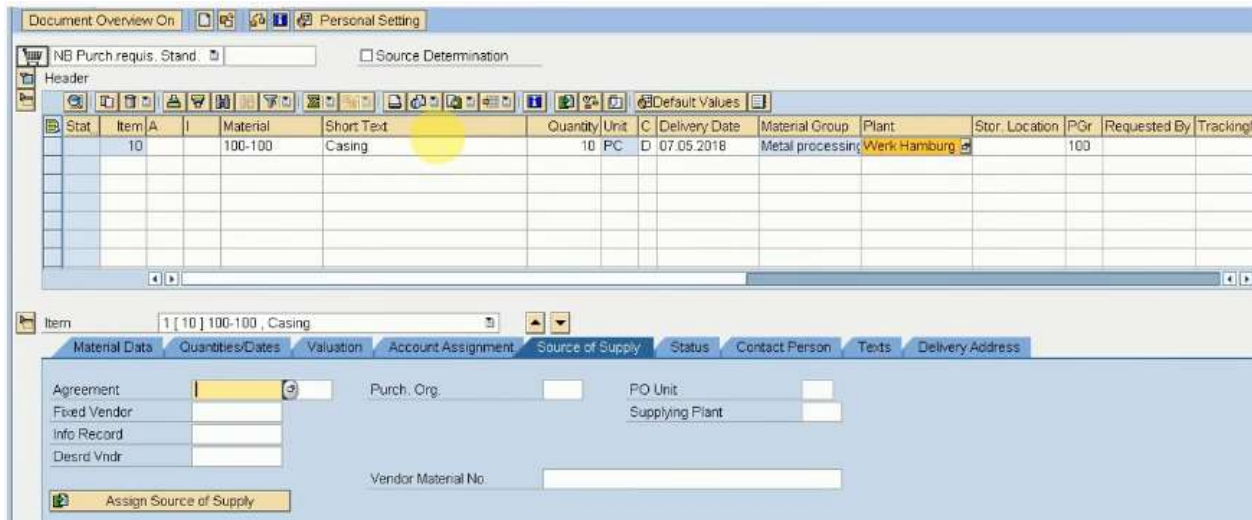 Document Overview On Personal Setting
NB Purch.requis. Stand. Source Determination
Header
Default Values
Stat Item A I Material Short Text Quantity Unit C Delivery Date Material Group Plant Stor. Location PGr Requested By Tracking
10 100-100 Casing 10 PC D 07.05.2018 Metal processing Werk Hamburg 100
Item 1 [ 10 ] 100-100 , Casing
Material Data Quantities/Dates Valuation Account Assignment Source of Supply Status Contact Person Texts Delivery Address
Agreement Purch. Org. PO Unit
Fixed Vendor Supplying Plant
Info Record
Desrd Vndr
Vendor Material No.
Assign Source of Supply